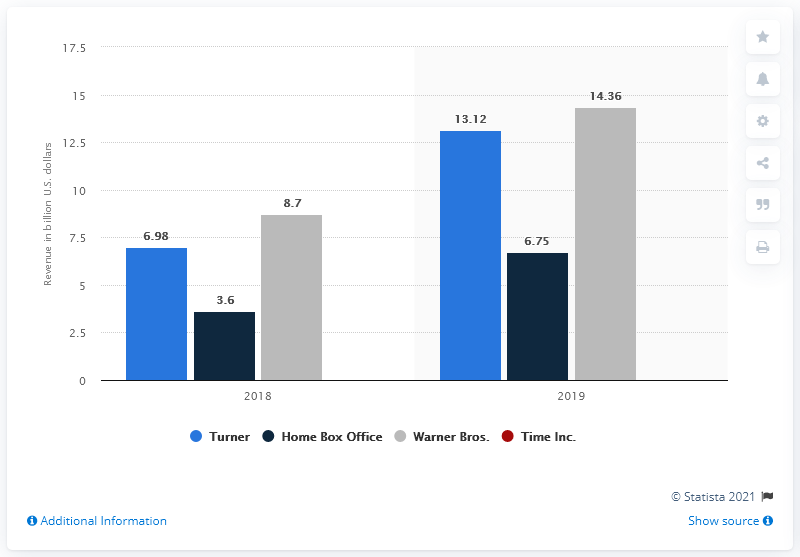 Revenue in billion U.S. dollars
17.5
15
12.5
10
7.5
5
2.5
0
6.98
3.6
8.7
13.12
6.75
14.36
2018
2019
Turner
Home Box Office
Warner Bros.
Time Inc.
© Statista 2021
Additional Information
Show source